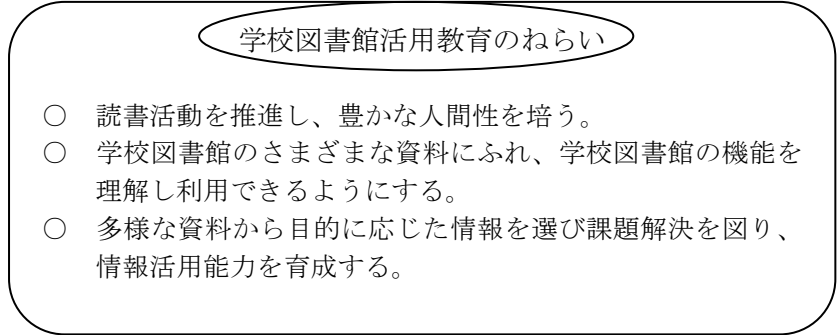 学校図書館活用教育のねらい
○ 読書活動を推進し、豊かな人間性を培う。
○ 学校図書館のさまざまな資料にふれ、学校図書館の機能を
理解し利用できるようにする。
○ 多様な資料から目的に応じた情報を選び課題解決を図り、
情報活用能力を育成する。